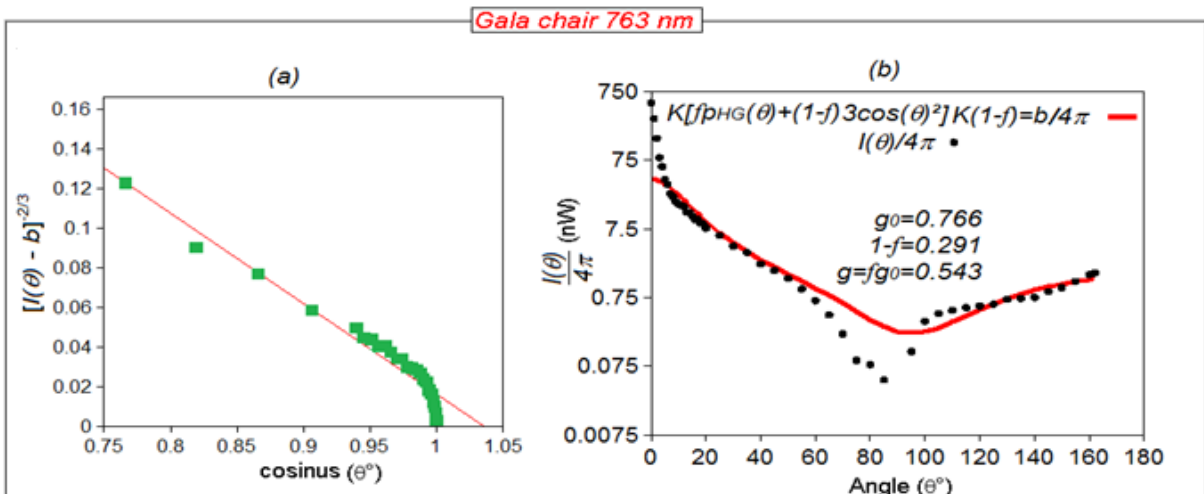 Gala chair 763 nm
(a)
[I(θ) - b]⁻²/³
0.16
0.14
0.12
0.1
0.08
0.06
0.04
0.02
0
0.75 0.8 0.85 0.9 0.95 1 1.05
cosinus (θ°)
(b)
I(θ)/4π (nW)
750
75
7.5
0.75
0.075
0.0075
K[fpHG(θ)+(1-f)3cos(θ)²] K(1-f)=b/4π
I(θ)/4π
g0=0.766
1-f=0.291
g=fg0=0.543
0 20 40 60 80 100 120 140 160 180
Angle (θ°)